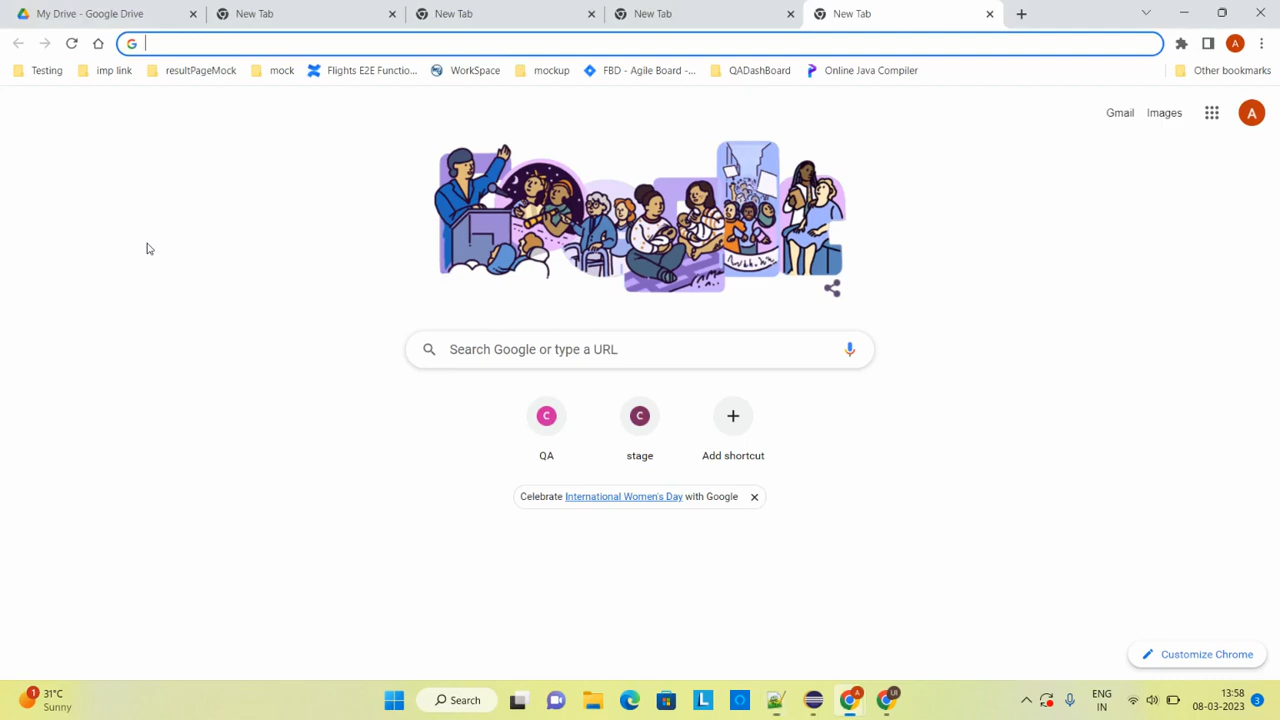 My Drive - Google Drive
New Tab
New Tab
New Tab
New Tab
Testing
imp link
resultPageMock
mock
Flights E2E Functio...
WorkSpace
mockup
FBD - Agile Board -...
QADashBoard
Online Java Compiler
Other bookmarks
A
Gmail
Images
A
Search Google or type a URL
C
C
QA
stage
Add shortcut
Celebrate International Women's Day with Google
Customize Chrome
1
31°C
Sunny
Search
L
A
UI
ENG
IN
13:58
08-03-2023
3